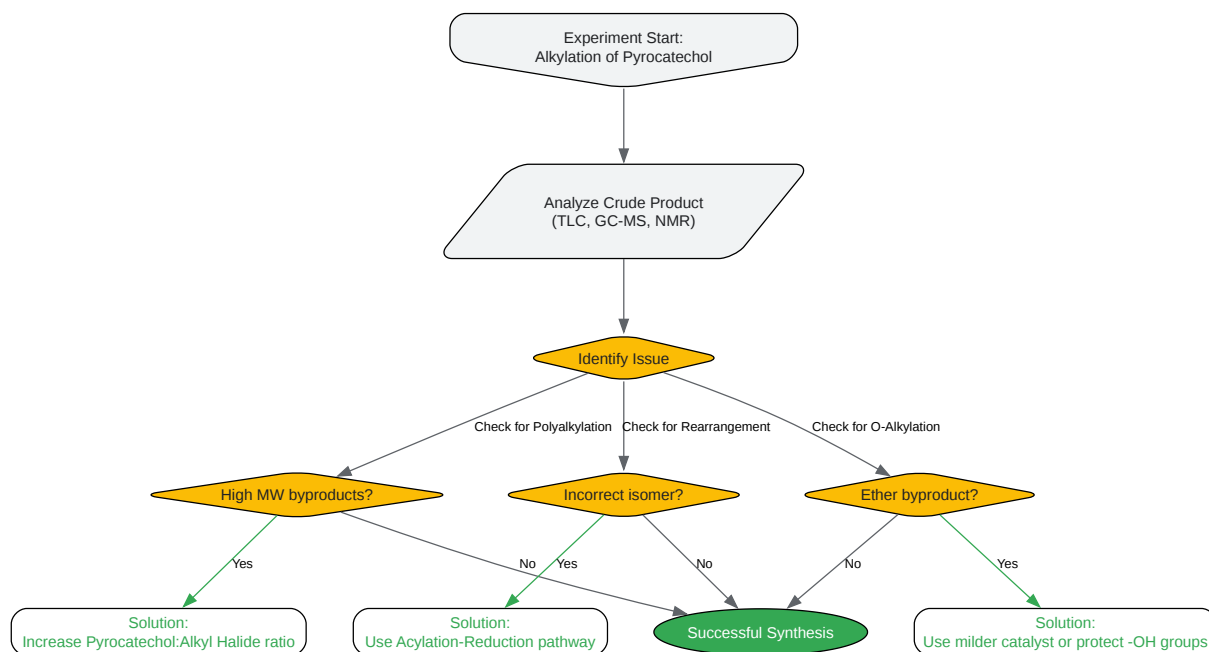 Experiment Start:
Alkylation of Pyrocatechol
Analyze Crude Product
(TLC, GC-MS, NMR)
Identify Issue
Check for Polyalkylation
Check for Rearrangement
Check for O-Alkylation
High MW byproducts?
Incorrect isomer?
Ether byproduct?
Yes
No
Yes
No
No
Yes
Solution:
Increase Pyrocatechol:Alkyl Halide ratio
Solution:
Use Acylation-Reduction pathway
Successful Synthesis
Solution:
Use milder catalyst or protect -OH groups